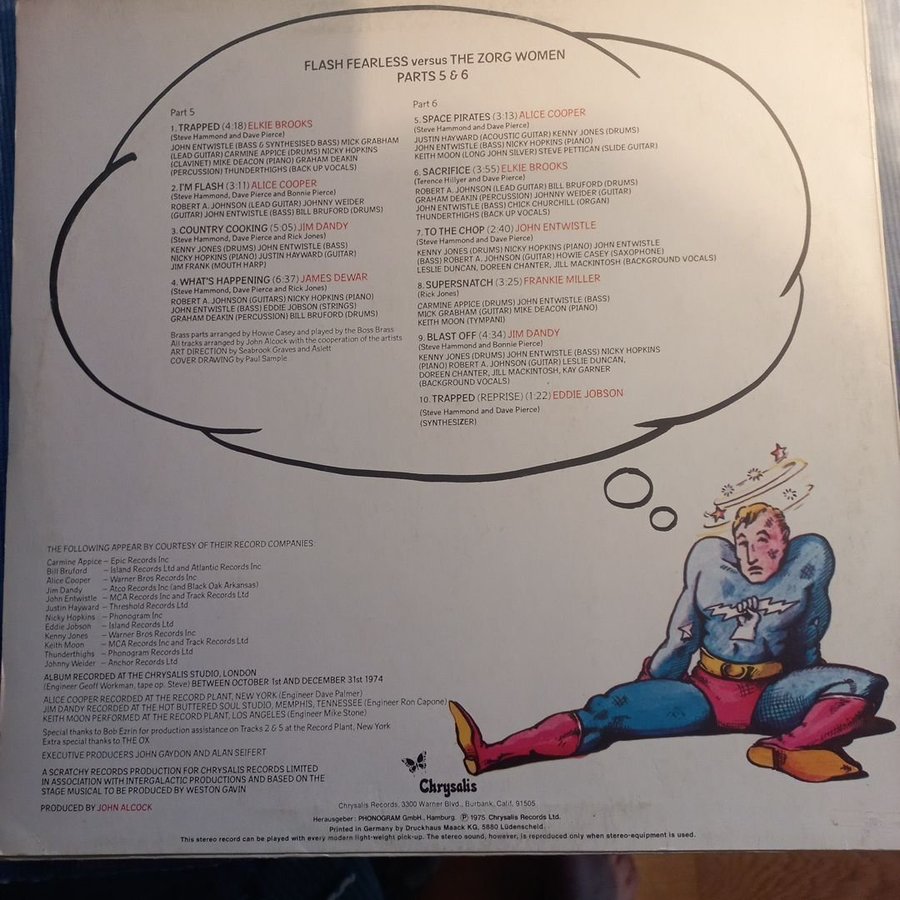 FLASH FEARLESS versus THE ZORG WOMEN
PARTS 5 & 6
Part 5
1. TRAPPED (4:18) ELKIE BROOKS
(Steve Hammond and Dave Pierce)
JOHN ENTWISTLE (BASS & SYNTHESISED BASS) MICK GRABHAM
(LEAD GUITAR) CARMINE APPICE (DRUMS) NICKY HOPKINS
(CLAVINET) MIKE DEACON (PIANO) GRAHAM DEAKIN
(PERCUSSION) THUNDERTHIGHS (BACK UP VOCALS)
2. I'M FLASH (3:11) ALICE COOPER
(Steve Hammond, Dave Pierce and Bonnie Pierce)
ROBERT A. JOHNSON (LEAD GUITAR) JOHNNY WEIDER
(GUITAR) JOHN ENTWISTLE (BASS) BILL BRUFORD (DRUMS)
3. COUNTRY COOKING (5:05) JIM DANDY
(Steve Hammond, Dave Pierce and Rick Jones)
KENNY JONES (DRUMS) JOHN ENTWISTLE (BASS)
NICKY HOPKINS (PIANO) JUSTIN HAYWARD (GUITAR)
JIM FRANK (MOUTH HARP)
4. WHAT'S HAPPENING (6:37) JAMES DEWAR
(Steve Hammond, Dave Pierce and Rick Jones)
ROBERT A. JOHNSON (GUITARS) NICKY HOPKINS (PIANO)
JOHN ENTWISTLE (BASS) EDDIE JOBSON (STRINGS)
GRAHAM DEAKIN (PERCUSSION) BILL BRUFORD (DRUMS)
Brass parts arranged by Howie Casey and played by the Boss Brass
All tracks arranged by John Alcock with the cooperation of the artists
ART DIRECTION by Seabrook Graves and Aslett
COVER DRAWING by Paul Sample
Part 6
5. SPACE PIRATES (3:13) ALICE COOPER
(Steve Hammond and Dave Pierce)
JUSTIN HAYWARD (ACOUSTIC GUITAR) KENNY JONES (DRUMS)
JOHN ENTWISTLE (BASS) NICKY HOPKINS (PIANO)
KEITH MOON (LONG JOHN SILVER) STEVE PETTICAN (SLIDE GUITAR)
6. SACRIFICE (3:55) ELKIE BROOKS
(Terence Hillyer and Dave Pierce)
ROBERT A. JOHNSON (LEAD GUITAR) BILL BRUFORD (DRUMS)
GRAHAM DEAKIN (PERCUSSION) JOHNNY WEIDER (GUITAR)
JOHN ENTWISTLE (BASS) CHICK CHURCHILL (ORGAN)
THUNDERTHIGHS (BACK UP VOCALS)
7. TO THE CHOP (2:40) JOHN ENTWISTLE
(Steve Hammond and Dave Pierce)
KENNY JONES (DRUMS) NICKY HOPKINS (PIANO) JOHN ENTWISTLE
(BASS) ROBERT A. JOHNSON (GUITAR) HOWIE CASEY (SAXOPHONE)
LESLIE DUNCAN, DOREEN CHANTER, JILL MACKINTOSH (BACKGROUND VOCALS)
8. SUPERSNATCH (3:25) FRANKIE MILLER
(Rick Jones)
CARMINE APPICE (DRUMS) JOHN ENTWISTLE (BASS)
MICK GRABHAM (GUITAR) MIKE DEACON (PIANO)
KEITH MOON (TYMPANI)
9. BLAST OFF (4:34) JIM DANDY
(Steve Hammond and Bonnie Pierce)
KENNY JONES (DRUMS) JOHN ENTWISTLE (BASS) NICKY HOPKINS
(PIANO) ROBERT A. JOHNSON (GUITAR) LESLIE DUNCAN,
DOREEN CHANTER, JILL MACKINTOSH, KAY GARNER
(BACKGROUND VOCALS)
10. TRAPPED (REPRISE) (1:22) EDDIE JOBSON
(Steve Hammond and Dave Pierce)
(SYNTHESIZER)
THE FOLLOWING APPEAR BY COURTESY OF THEIR RECORD COMPANIES:
Carmine Appice – Epic Records Inc
Bill Bruford – Island Records Ltd and Atlantic Records Inc
Alice Cooper – Warner Bros Records Inc
Jim Dandy – Atco Records Inc (and Black Oak Arkansas)
John Entwistle – MCA Records Inc and Track Records Ltd
Justin Hayward – Threshold Records Ltd
Nicky Hopkins – Phonogram Inc
Eddie Jobson – Island Records Ltd
Kenny Jones – Warner Bros Records Inc
Keith Moon – MCA Records Inc and Track Records Ltd
Thunderthighs – Phonogram Records Ltd
Johnny Weider – Anchor Records Ltd
ALBUM RECORDED AT THE CHRYSALIS STUDIO, LONDON
(Engineer Geoff Workman, tape op. Steve) BETWEEN OCTOBER 1st AND DECEMBER 31st 1974
ALICE COOPER RECORDED AT THE RECORD PLANT, NEW YORK (Engineer Dave Palmer)
JIM DANDY RECORDED AT THE HOT BUTTERED SOUL STUDIO, MEMPHIS, TENNESSEE (Engineer Ron Capone)
KEITH MOON PERFORMED AT THE RECORD PLANT, LOS ANGELES (Engineer Mike Stone)
Special thanks to Bob Ezrin for production assistance on Tracks 2 & 5 at the Record Plant, New York
Extra special thanks to THE OX
EXECUTIVE PRODUCERS JOHN GAYDON AND ALAN SEIFERT
A SCRATCHY RECORDS PRODUCTION FOR CHRYSALIS RECORDS LIMITED
IN ASSOCIATION WITH INTERGALACTIC PRODUCTIONS AND BASED ON THE
STAGE MUSICAL TO BE PRODUCED BY WESTON GAVIN
PRODUCED BY JOHN ALCOCK
Chrysalis
Chrysalis Records, 3300 Warner Blvd., Burbank, Calif. 91505
Herausgeber: PHONOGRAM GmbH., Hamburg. Ⓟ 1975 Chrysalis Records Ltd.
Printed in Germany by Druckhaus Maack KG, 5880 Lüdenscheid.
This stereo record can be played with every modern light-weight pick-up. The stereo sound, however, is reproduced only when stereo-equipment is used.